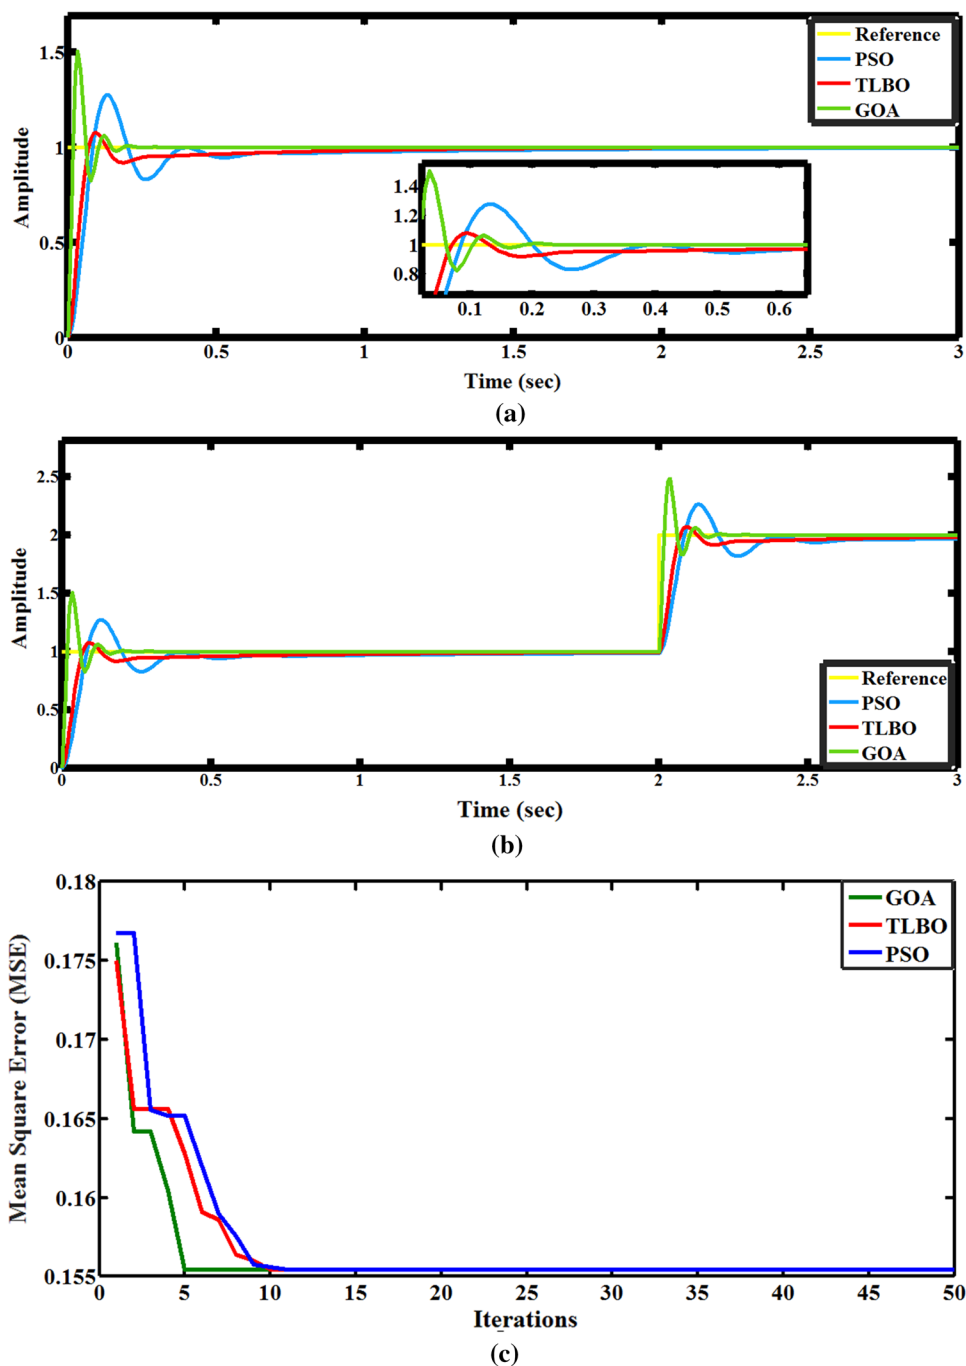 1.5
1
0.5
0
Amplitude
Reference
PSO
TLBO
GOA
1.4
1.2
1
0.8
0.1 0.2 0.3 0.4 0.5 0.6
0 0.5 1 1.5 2 2.5 3
Time (sec)
(a)
2.5
2
1.5
1
0.5
0
Amplitude
Reference
PSO
TLBO
GOA
0 0.5 1 1.5 2 2.5 3
Time (sec)
(b)
0.18
0.175
0.17
0.165
0.16
0.155
Mean Square Error (MSE)
GOA
TLBO
PSO
0 5 10 15 20 25 30 35 40 45 50
Iterations
(c)